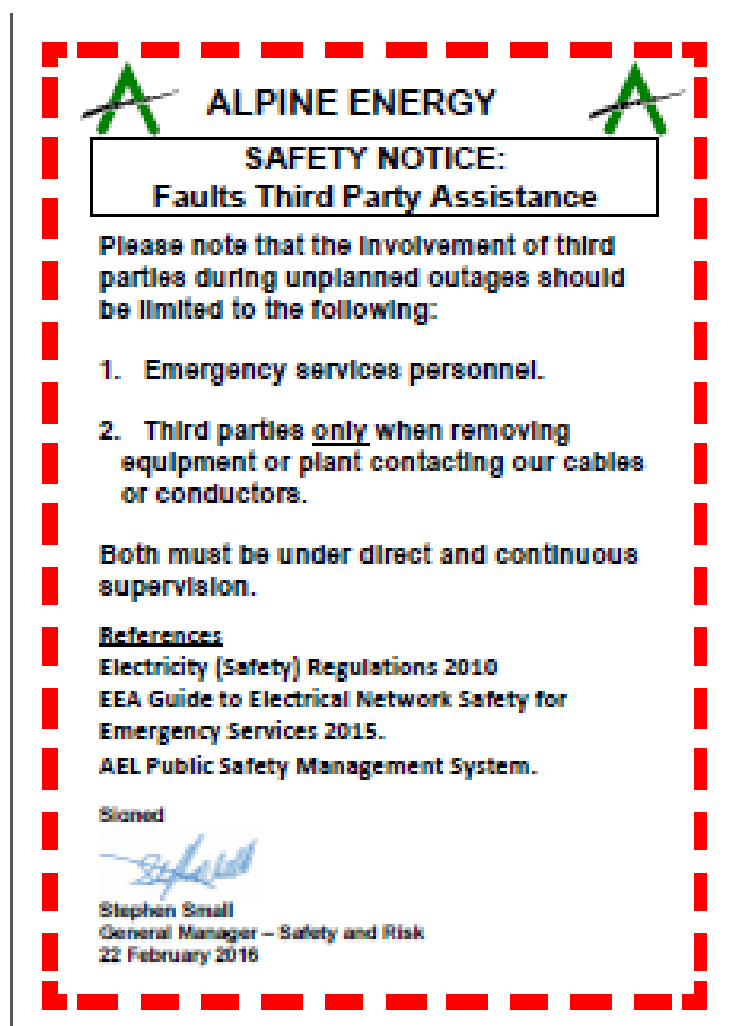 ALPINE ENERGY
SAFETY NOTICE:
Faults Third Party Assistance
Please note that the involvement of third
parties during unplanned outages should
be limited to the following:
1. Emergency services personnel.
2. Third parties only when removing
equipment or plant contacting our cables
or conductors.
Both must be under direct and continuous
supervision.
References
Electricity (Safety) Regulations 2010
EEA Guide to Electrical Network Safety for
Emergency Services 2015.
AEL Public Safety Management System.
Signed
Stephen Small
General Manager – Safety and Risk
22 February 2016